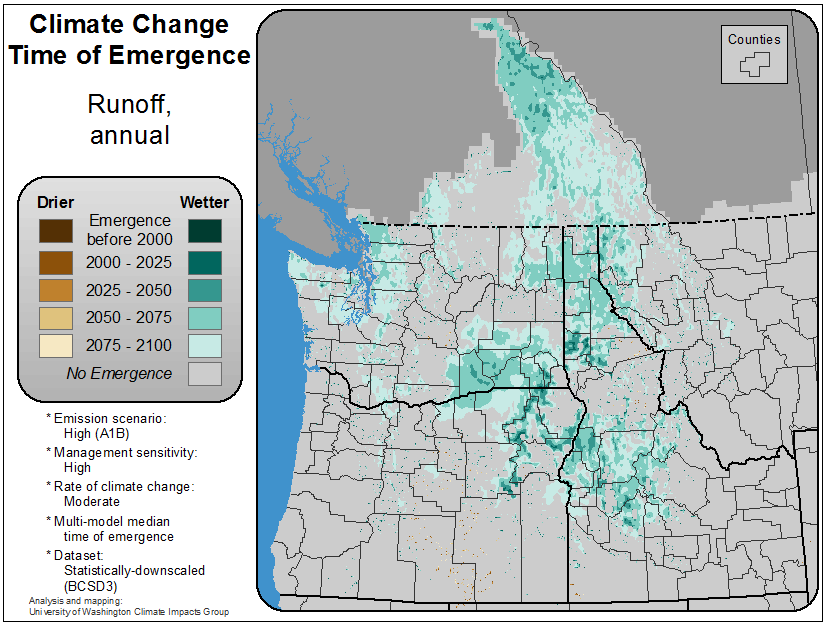 Climate Change
Time of Emergence
Runoff,
annual
Drier
Wetter
Emergence
before 2000
2000 - 2025
2025 - 2050
2050 - 2075
2075 - 2100
No Emergence
* Emission scenario:
High (A1B)
* Management sensitivity:
High
* Rate of climate change:
Moderate
* Multi-model median
time of emergence
* Dataset:
Statistically-downscaled
(BCSD3)
Analysis and mapping:
University of Washington Climate Impacts Group
Counties